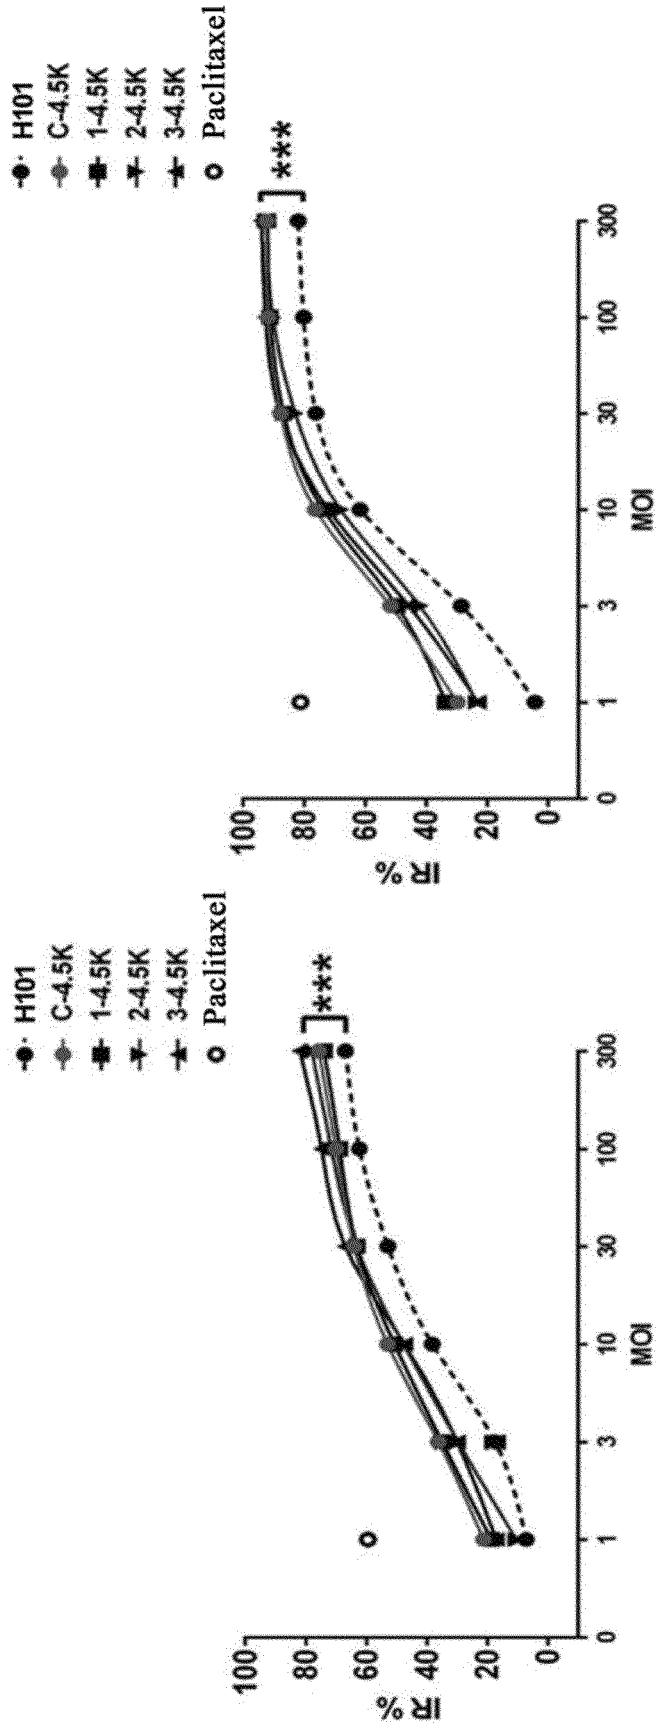 H101
C-4.5K
1-4.5K
2-4.5K
3-4.5K
Paclitaxel
***
IR %
100
80
60
40
20
0
0 1 3 10 30 100 300
MOI
H101
C-4.5K
1-4.5K
2-4.5K
3-4.5K
Paclitaxel
***
IR %
100
80
60
40
20
0
0 1 3 10 30 100 300
MOI